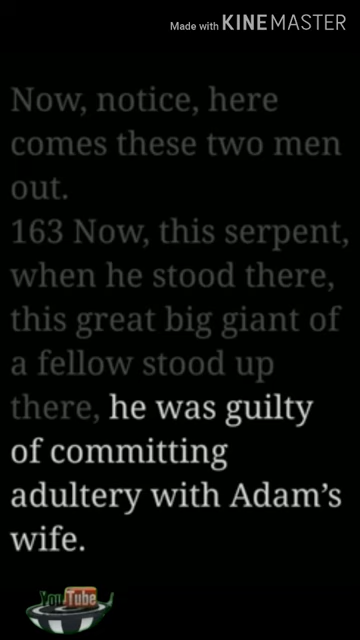 Made with KINEMASTER
Now, notice, here
comes these two men
out.
163 Now, this serpent,
when he stood there,
this great big giant of
a fellow stood up
there, he was guilty
of committing
adultery with Adam’s
wife.
YouTube